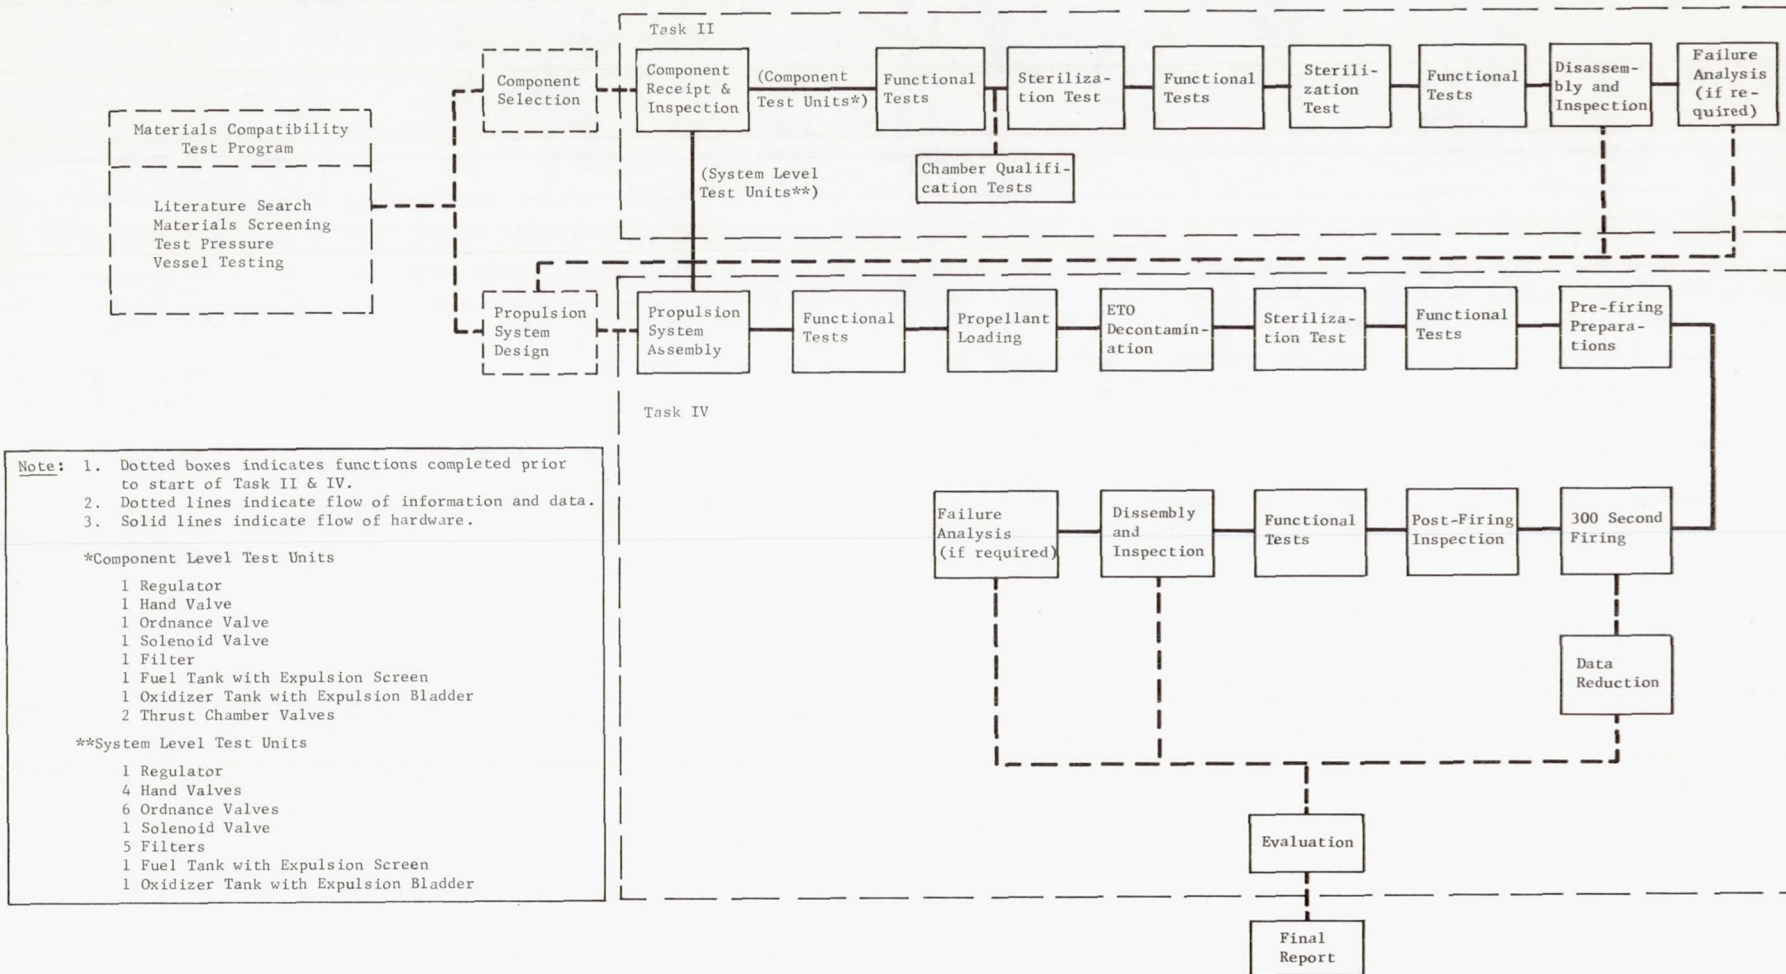 Task II
Component
Selection
Component
Receipt &
Inspection
(Component
Test Units*)
Functional
Tests
Steriliza-
tion Test
Functional
Tests
Sterili-
zation
Test
Functional
Tests
Disassem-
bly and
Inspection
Failure
Analysis
(if re-
quired)
Materials Compatibility
Test Program
Literature Search
Materials Screening
Test Pressure
Vessel Testing
(System Level
Test Units**)
Chamber Qualifi-
cation Tests
Propulsion
System
Design
Propulsion
System
Assembly
Functional
Tests
Propellant
Loading
ETO
Decontamin-
ation
Steriliza-
tion Test
Functional
Tests
Pre-firing
Prepara-
tions
Task IV
Note: 1. Dotted boxes indicates functions completed prior
to start of Task II & IV.
2. Dotted lines indicate flow of information and data.
3. Solid lines indicate flow of hardware.
*Component Level Test Units
1 Regulator
1 Hand Valve
1 Ordnance Valve
1 Solenoid Valve
1 Filter
1 Fuel Tank with Expulsion Screen
1 Oxidizer Tank with Expulsion Bladder
2 Thrust Chamber Valves
**System Level Test Units
1 Regulator
4 Hand Valves
6 Ordnance Valves
1 Solenoid Valve
5 Filters
1 Fuel Tank with Expulsion Screen
1 Oxidizer Tank with Expulsion Bladder
Failure
Analysis
(if required)
Dissembly
and
Inspection
Functional
Tests
Post-Firing
Inspection
300 Second
Firing
Data
Reduction
Evaluation
Final
Report